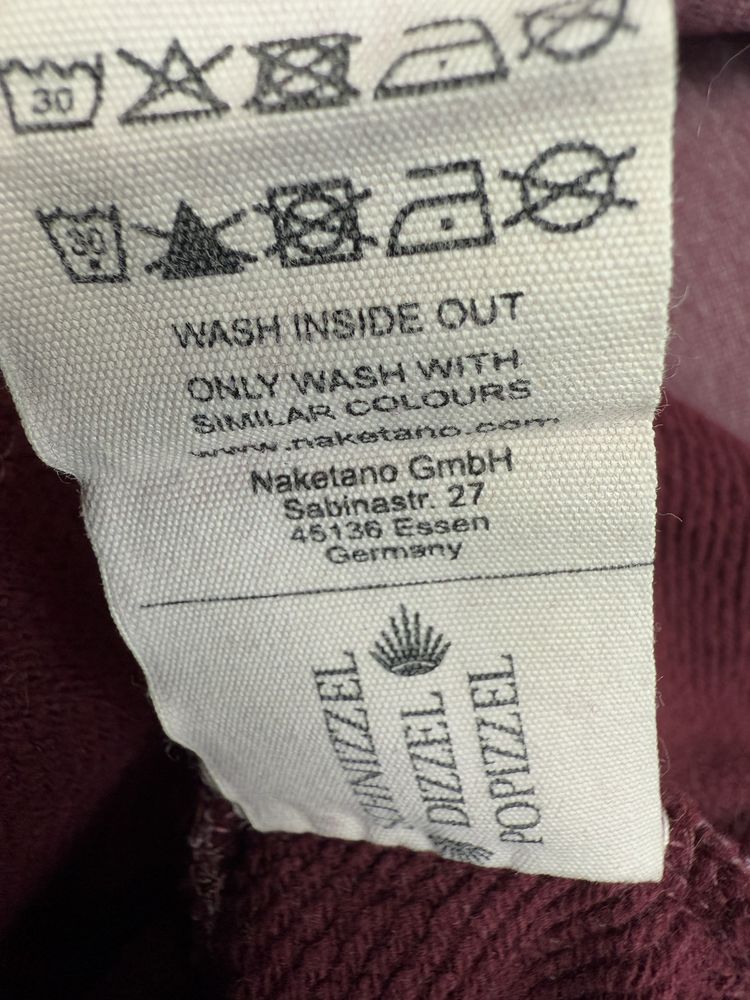 30
30
WASH INSIDE OUT
ONLY WASH WITH
SIMILAR COLOURS
www.naketano.com
Naketano GmbH
Sabinastr. 27
45136 Essen
Germany
SCHNIZZEL
DIZZEL
POPIZZEL